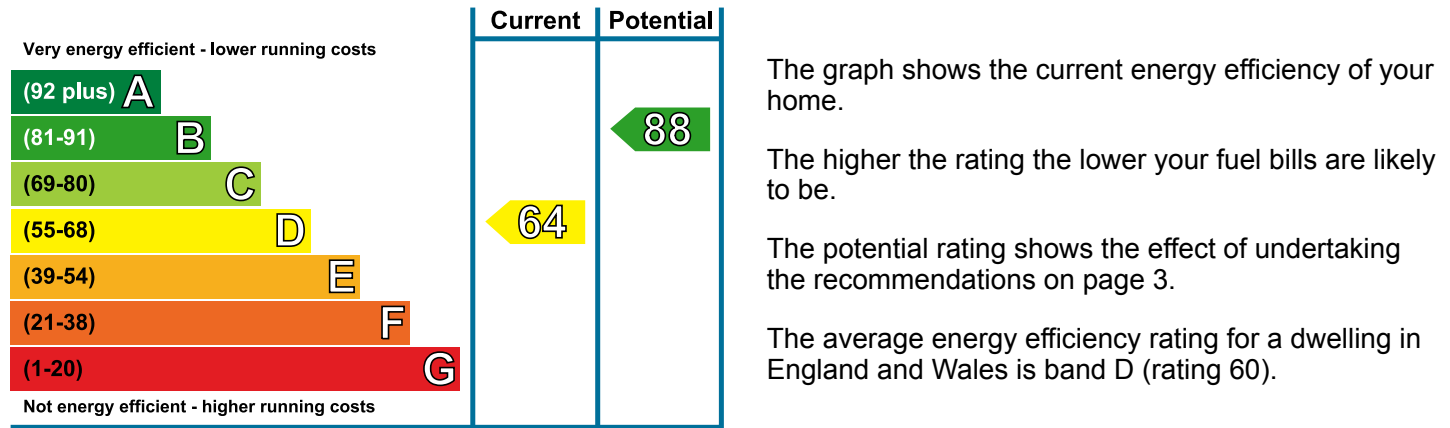 Current Potential
Very energy efficient - lower running costs
(92 plus) A
(81-91) B
88
(69-80) C
(55-68) D
64
(39-54) E
(21-38) F
(1-20) G
Not energy efficient - higher running costs
The graph shows the current energy efficiency of your
home.
The higher the rating the lower your fuel bills are likely
to be.
The potential rating shows the effect of undertaking
the recommendations on page 3.
The average energy efficiency rating for a dwelling in
England and Wales is band D (rating 60).